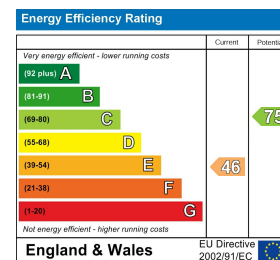 Energy Efficiency Rating
Current
Very energy efficient - lower running costs
(92 plus) A
(81-91) B
(69-80) C
(55-68) D
(39-54) E
(21-38) F
(1-20) G
46
75
Not energy efficient - higher running costs
England & Wales
EU Directive
2002/91/EC